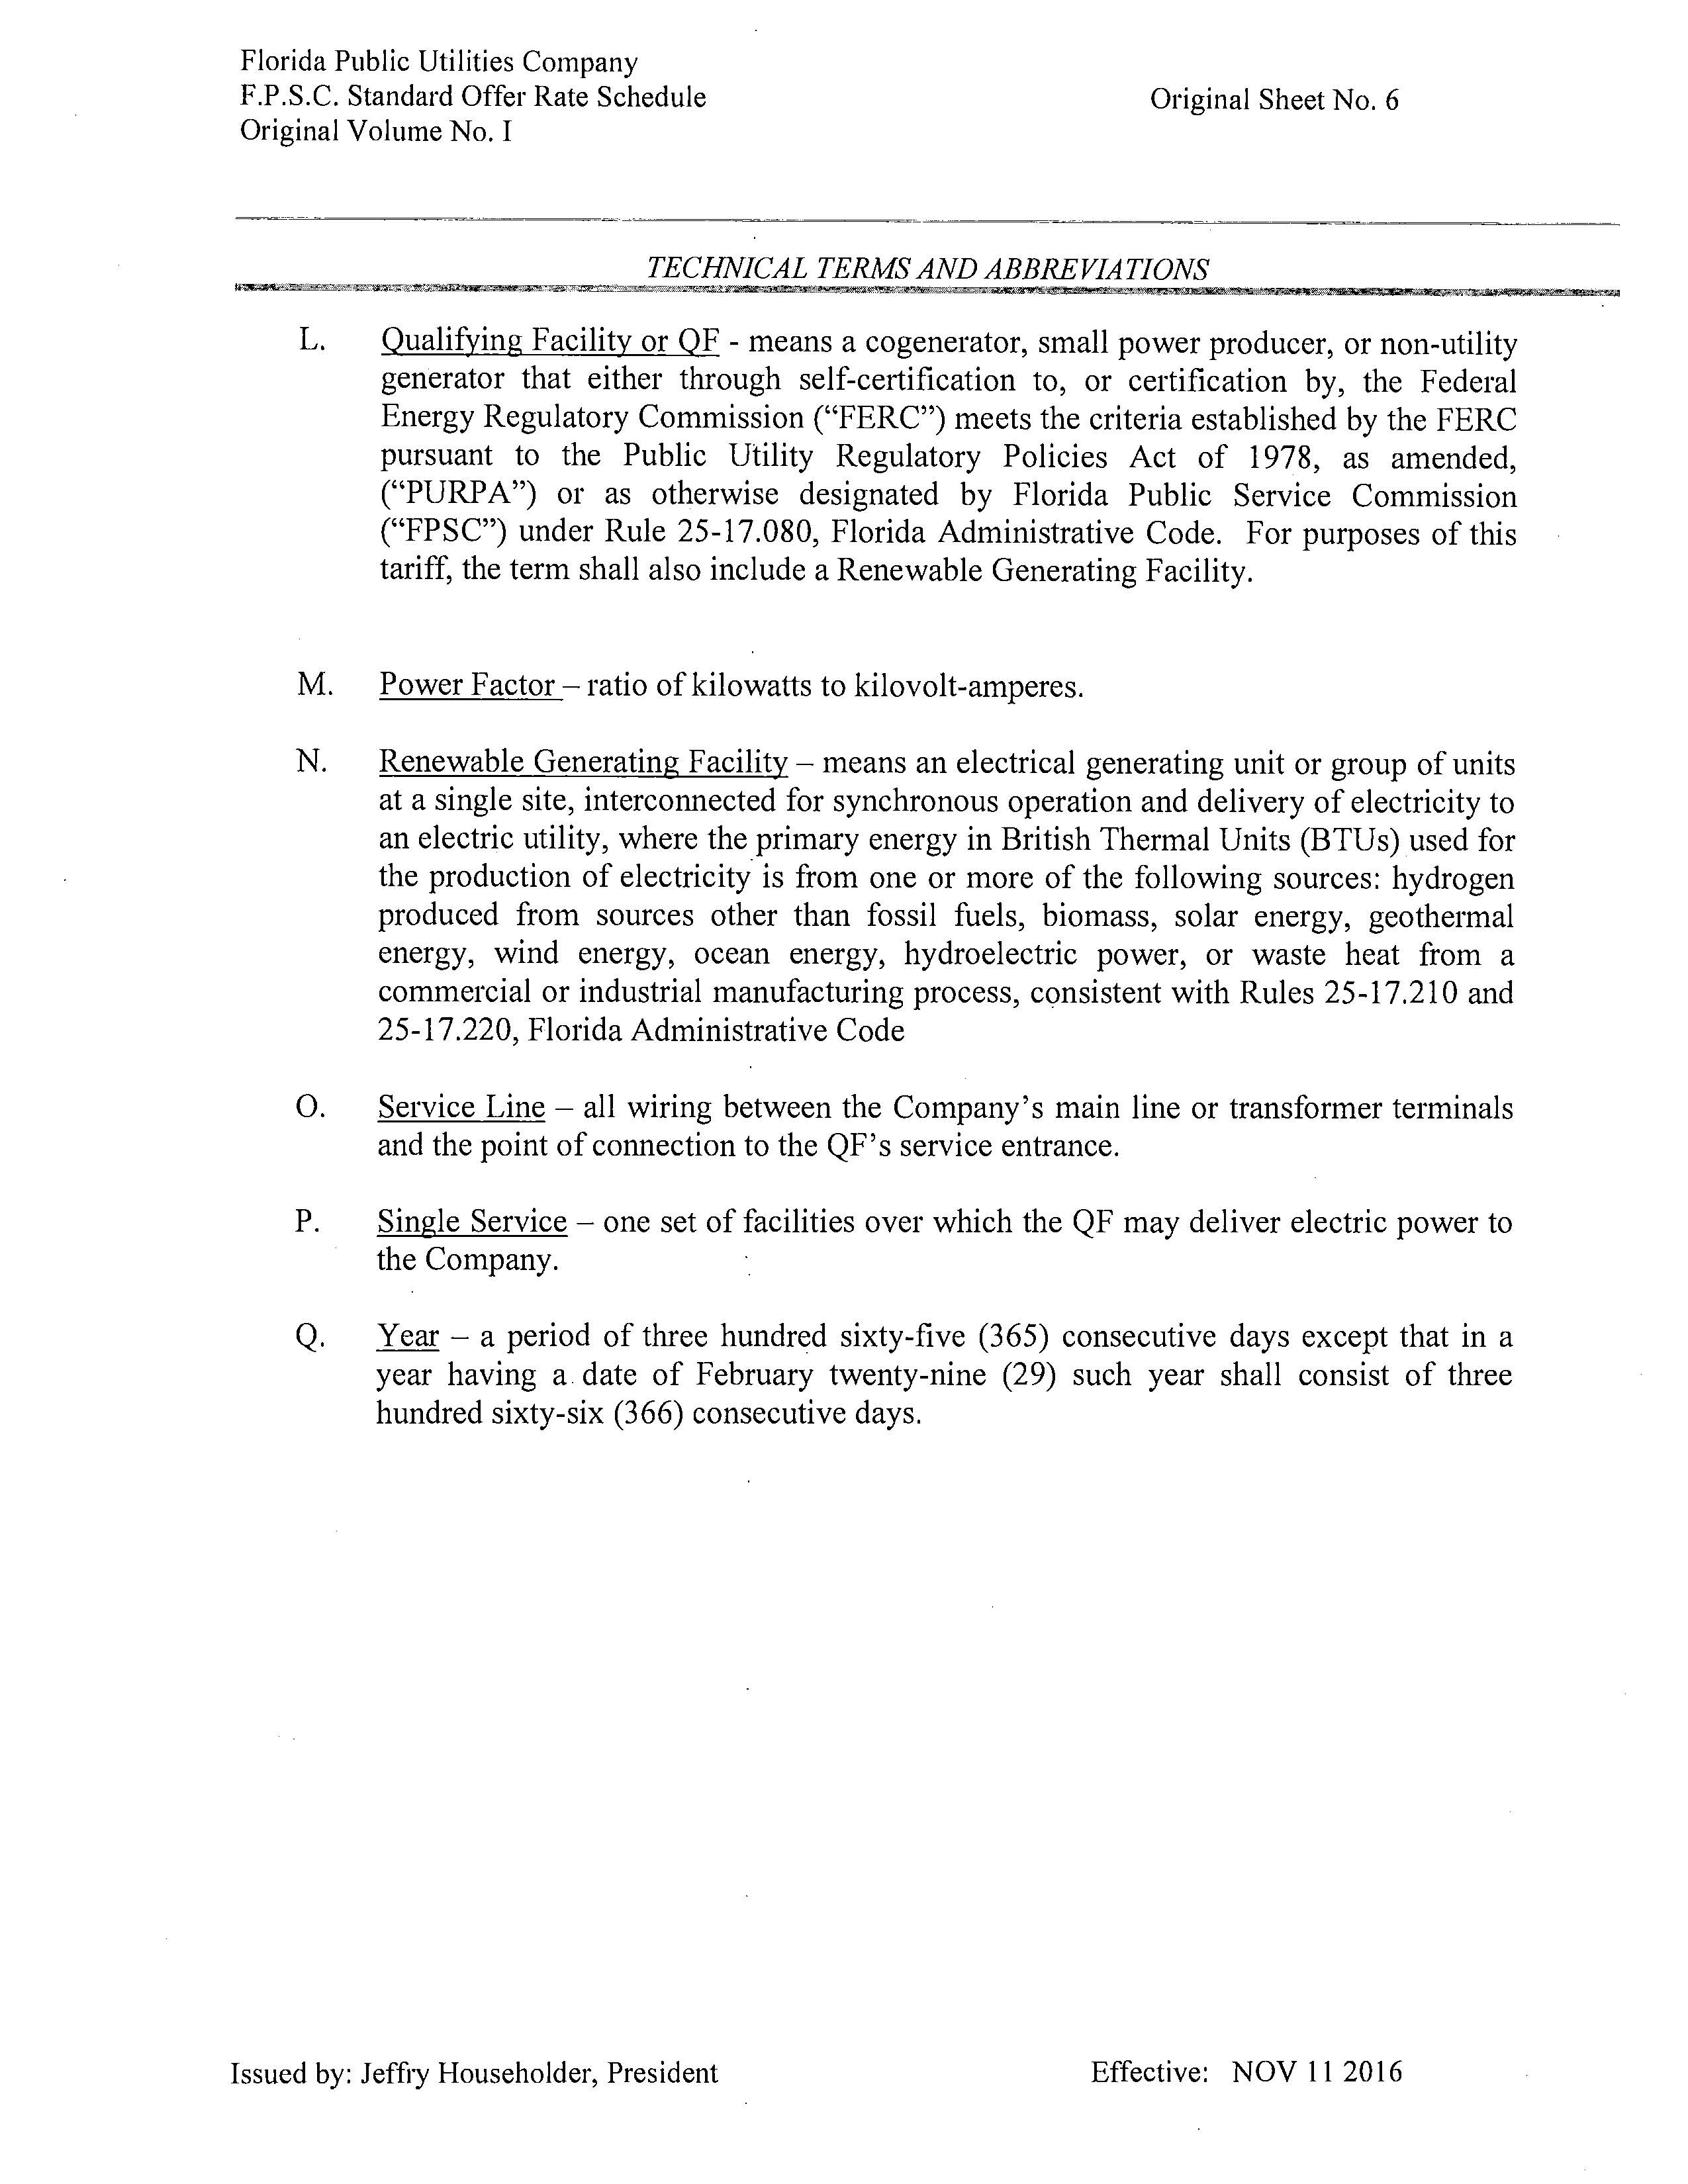 Florida Public Utilities Company
F.P.S.C. Standard Offer Rate Schedule
Original Sheet No. 6
Original Volume No. I
TECHNICAL TERMS AND ABBREVIATIONS
L. Qualifying Facility or QF - means a cogenerator, small power producer, or non-utility
generator that either through self-certification to, or certification by, the Federal
Energy Regulatory Commission (“FERC”) meets the criteria established by the FERC
pursuant to the Public Utility Regulatory Policies Act of 1978, as amended,
(“PURPA”) or as otherwise designated by Florida Public Service Commission
(“FPSC”) under Rule 25-17.080, Florida Administrative Code. For purposes of this
tariff, the term shall also include a Renewable Generating Facility.
M. Power Factor – ratio of kilowatts to kilovolt-amperes.
N. Renewable Generating Facility – means an electrical generating unit or group of units
at a single site, interconnected for synchronous operation and delivery of electricity to
an electric utility, where the primary energy in British Thermal Units (BTUs) used for
the production of electricity is from one or more of the following sources: hydrogen
produced from sources other than fossil fuels, biomass, solar energy, geothermal
energy, wind energy, ocean energy, hydroelectric power, or waste heat from a
commercial or industrial manufacturing process, consistent with Rules 25-17.210 and
25-17.220, Florida Administrative Code
O. Service Line – all wiring between the Company’s main line or transformer terminals
and the point of connection to the QF’s service entrance.
P. Single Service – one set of facilities over which the QF may deliver electric power to
the Company.
Q. Year – a period of three hundred sixty-five (365) consecutive days except that in a
year having a date of February twenty-nine (29) such year shall consist of three
hundred sixty-six (366) consecutive days.
Issued by: Jeffry Householder, President
Effective: NOV 11 2016